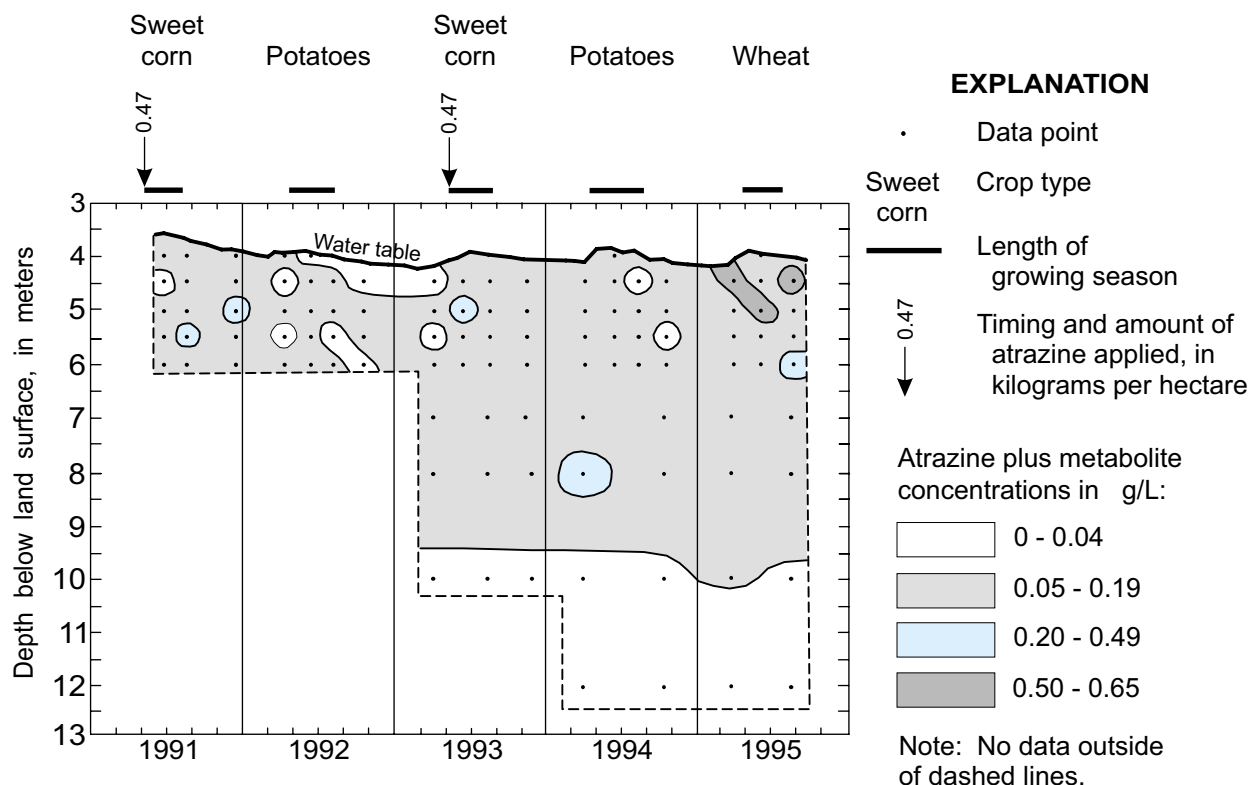 Sweet
corn
Potatoes
Sweet
corn
Potatoes
Wheat
0.47
0.47
Water table
Depth below land surface, in meters
3
4
5
6
7
8
9
10
11
12
13
1991
1992
1993
1994
1995
EXPLANATION
Data point
Sweet
corn
Crop type
Length of
growing season
0.47
Timing and amount of
atrazine applied, in
kilograms per hectare
Atrazine plus metabolite
concentrations in g/L:
0 - 0.04
0.05 - 0.19
0.20 - 0.49
0.50 - 0.65
Note: No data outside
of dashed lines.